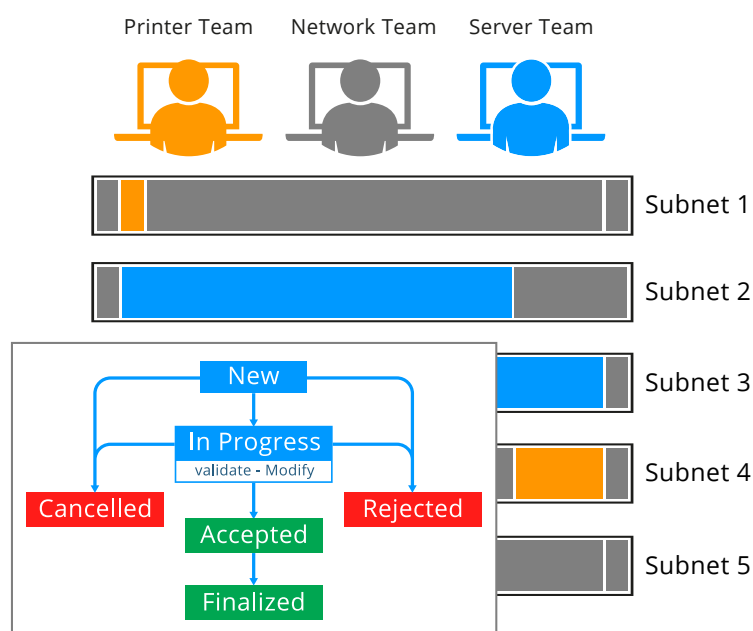 Printer Team
Network Team
Server Team
Subnet 1
Subnet 2
Subnet 3
Subnet 4
Subnet 5
New
In Progress
validate - Modify
Cancelled
Rejected
Accepted
Finalized